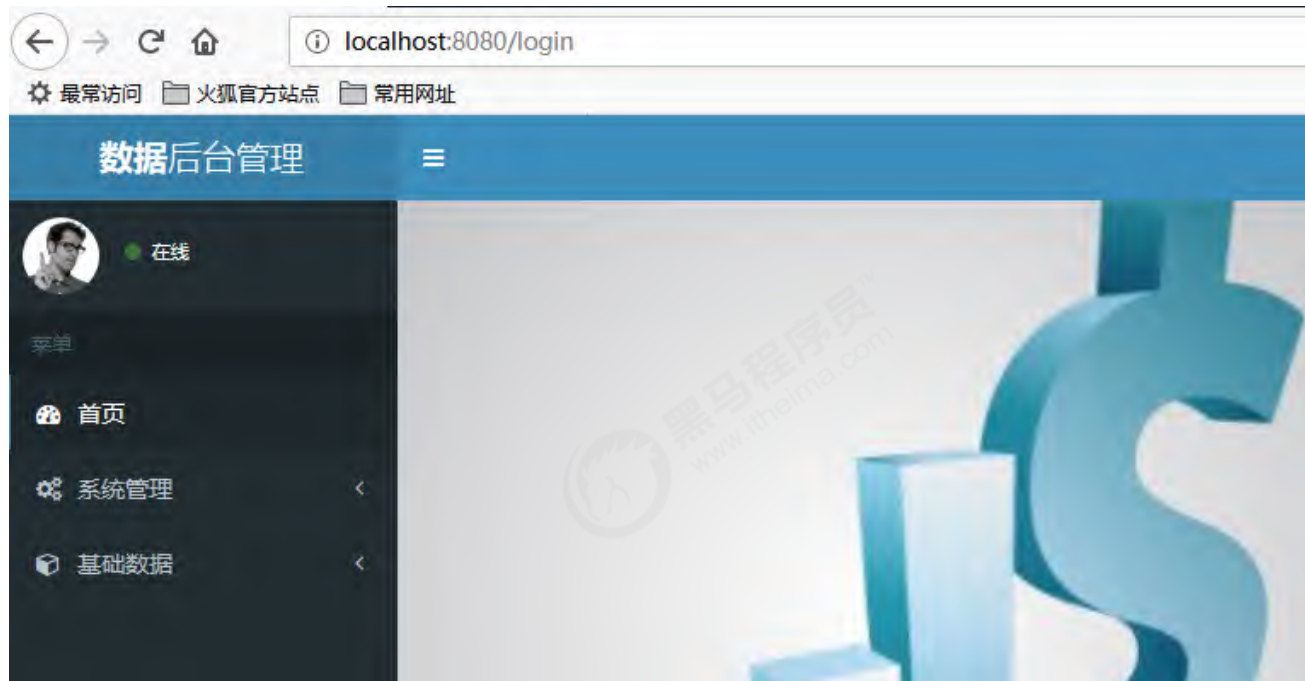 localhost:8080/login
最常访问 火狐官方站点 常用网址
数据后台管理
在线
菜单
首页
系统管理
基础数据
黑马程序员
www.itheima.com